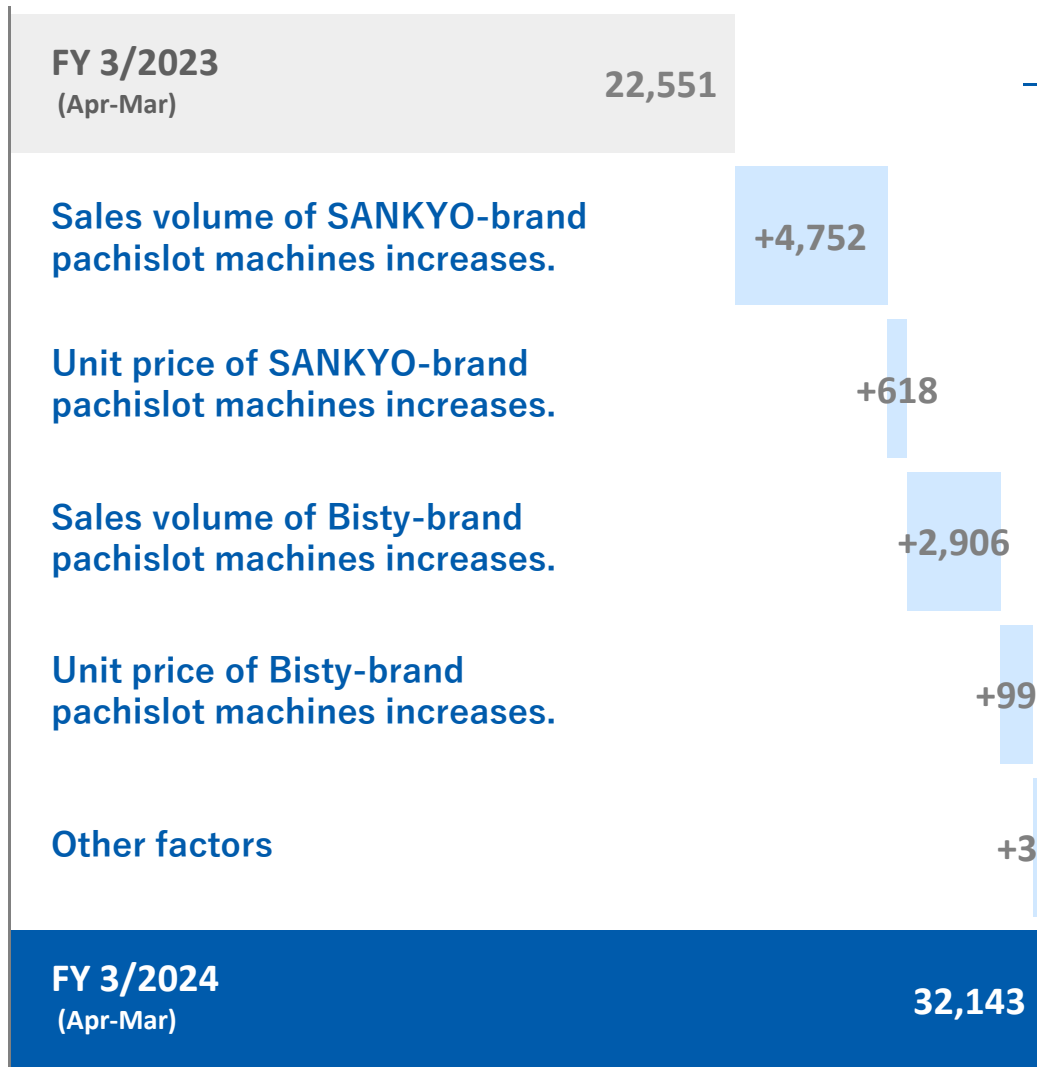 FY 3/2023
(Apr-Mar)
22,551
Sales volume of SANKYO-brand
pachislot machines increases.
+4,752
Unit price of SANKYO-brand
pachislot machines increases.
+618
Sales volume of Bisty-brand
pachislot machines increases.
+2,906
Unit price of Bisty-brand
pachislot machines increases.
+99
Other factors
+3
FY 3/2024
(Apr-Mar)
32,143